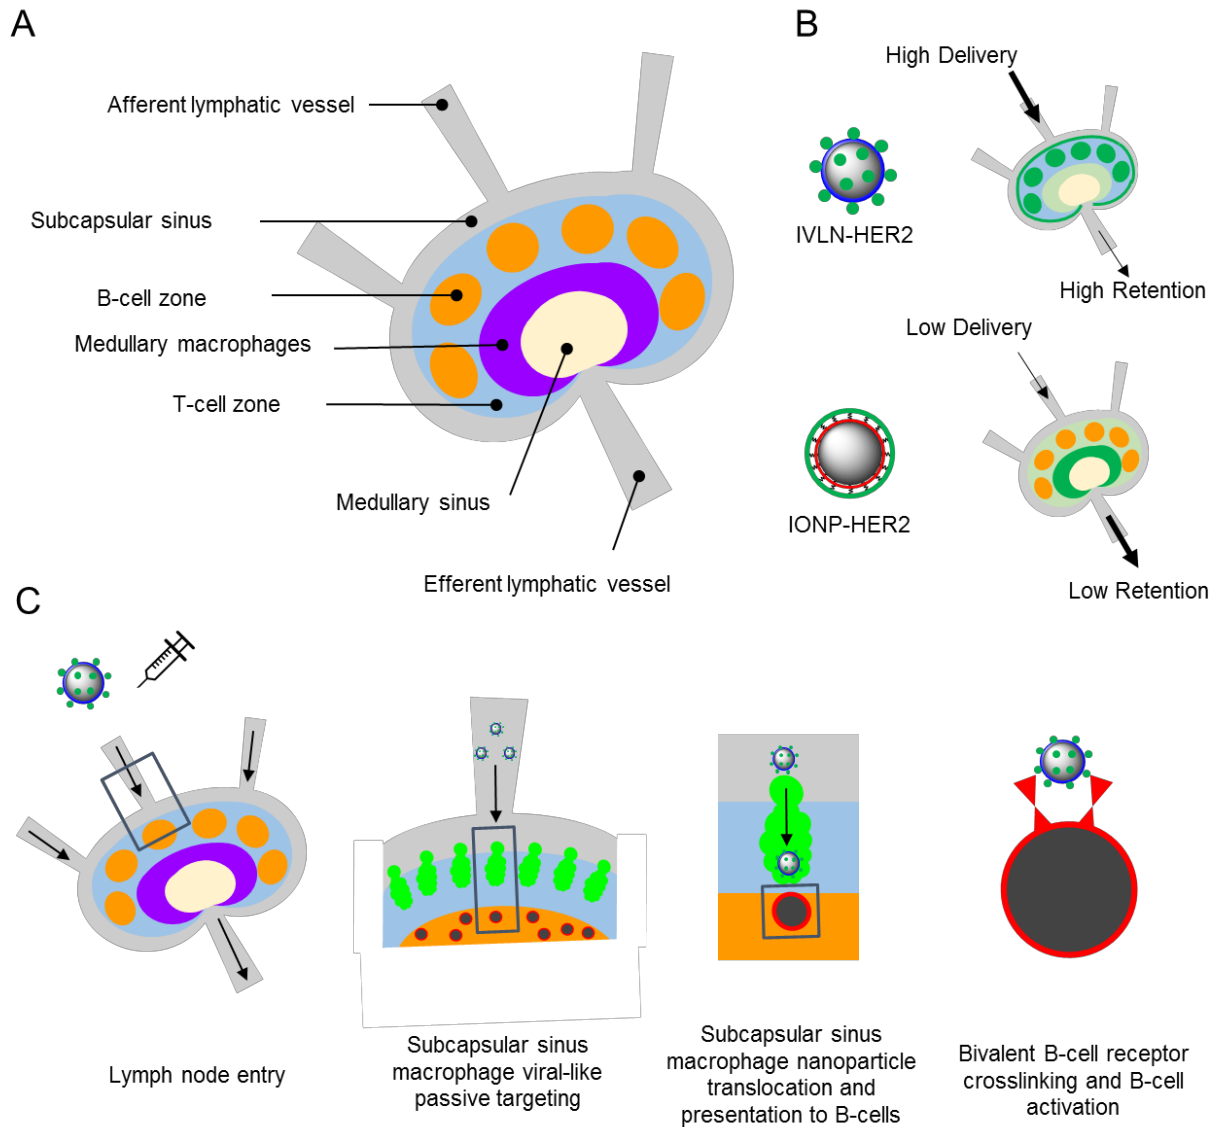 A
Afferent lymphatic vessel
Subcapsular sinus
B-cell zone
Medullary macrophages
T-cell zone
Medullary sinus
Efferent lymphatic vessel
B
High Delivery
IVLN-HER2
High Retention
Low Delivery
IONP-HER2
Low Retention
C
Lymph node entry
Subcapsular sinus
macrophage viral-like
passive targeting
Subcapsular sinus
macrophage nanoparticle
translocation and
presentation to B-cells
Bivalent B-cell receptor
crosslinking and B-cell
activation